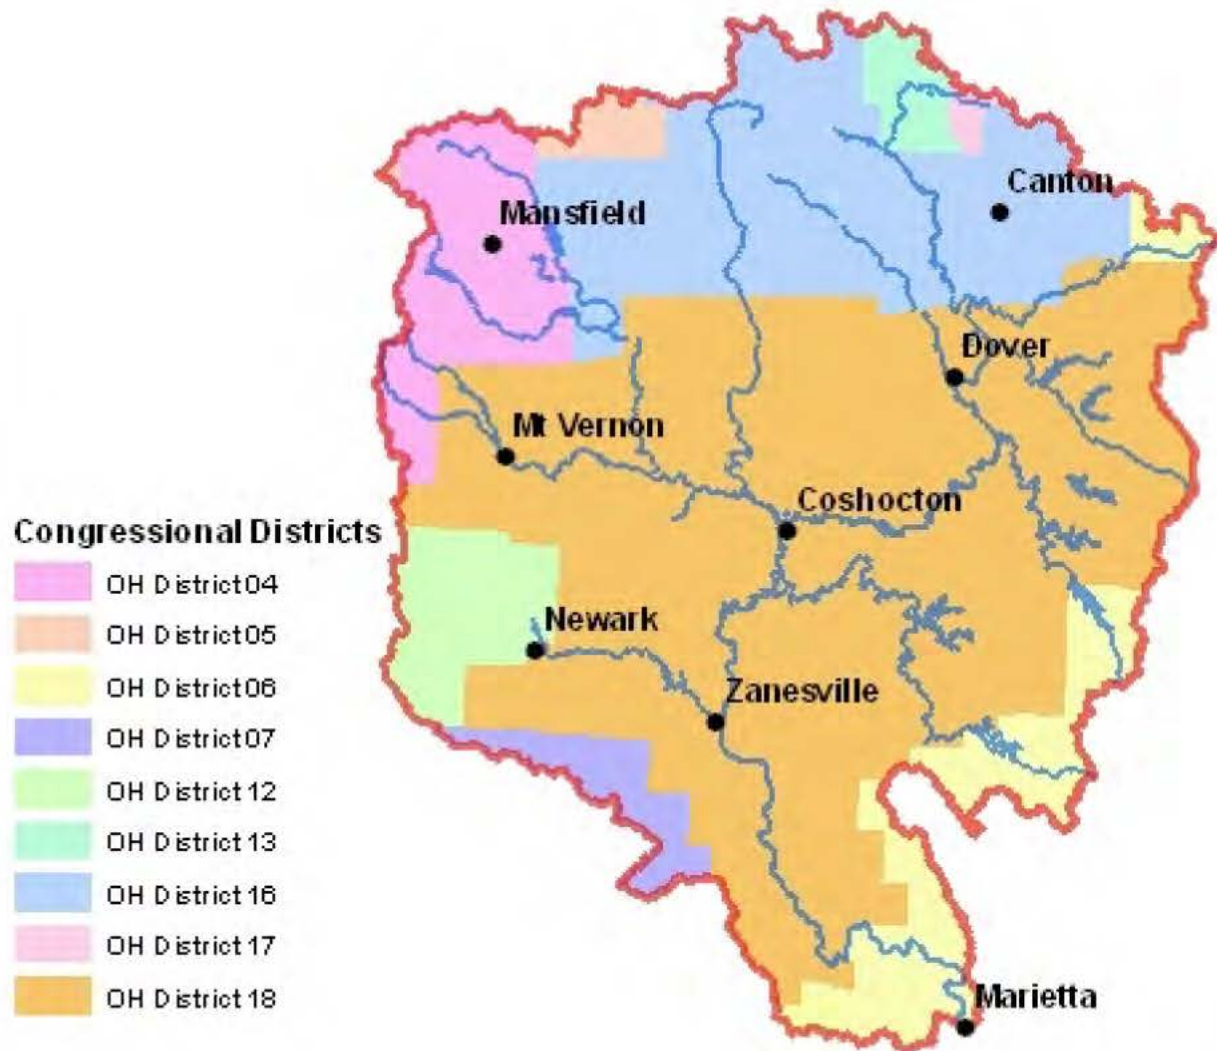 Canton
Mansfield
Dover
Mt Vernon
Coshocton
Newark
Zanesville
Marietta
Congressional Districts
OH District 04
OH District 05
OH District 06
OH District 07
OH District 12
OH District 13
OH District 16
OH District 17
OH District 18